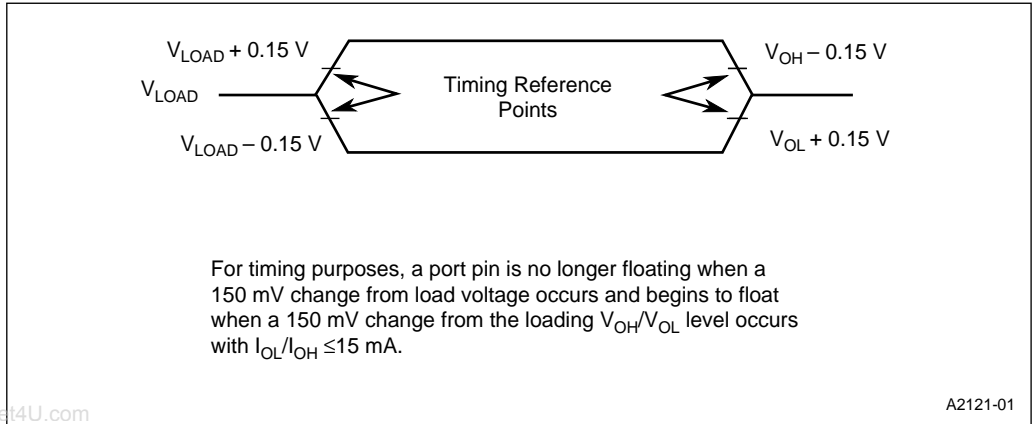 V_LOAD + 0.15 V
V_LOAD
V_LOAD – 0.15 V
Timing Reference
Points
V_OH – 0.15 V
V_OL + 0.15 V
For timing purposes, a port pin is no longer floating when a
150 mV change from load voltage occurs and begins to float
when a 150 mV change from the loading V_OH/V_OL level occurs
with I_OL/I_OH ≤15 mA.
A2121-01
et4U.com